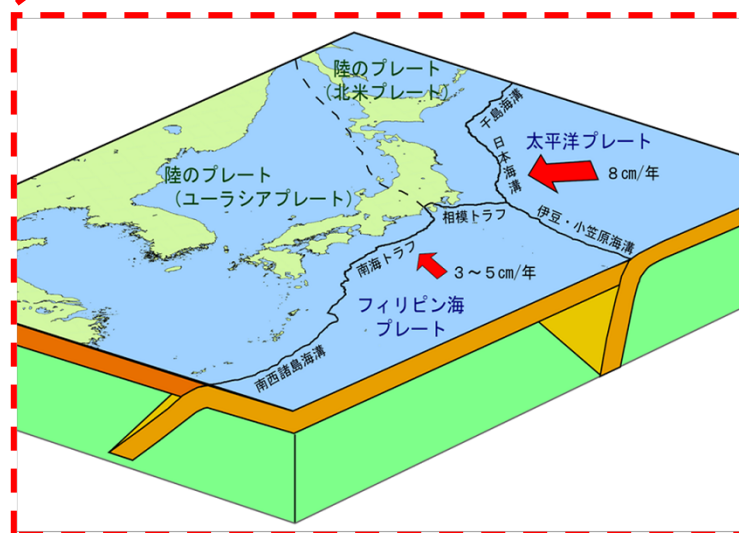 陸のプレート
（北米プレート）
千島海溝
太平洋プレート
日本海溝
8㎝/年
陸のプレート
（ユーラシアプレート）
相模トラフ
伊豆・小笠原海溝
南海トラフ
3～5㎝/年
フィリピン海
プレート
南西諸島海溝